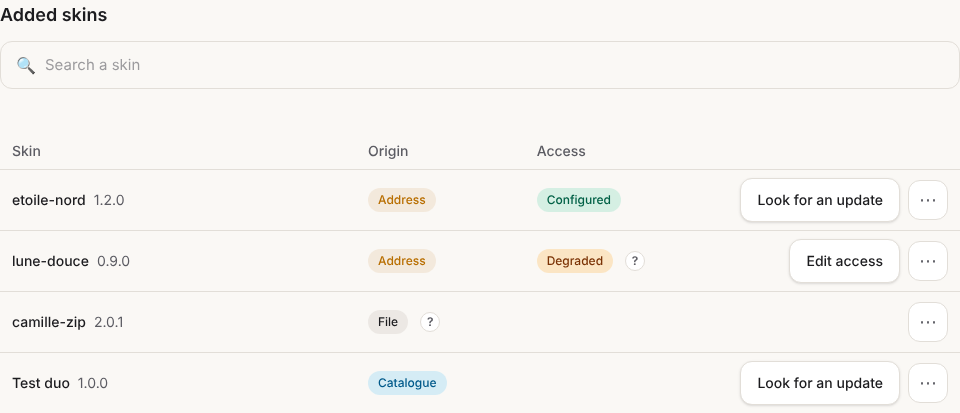 Added skins
🔍 Search a skin
Skin Origin Access
etoile-nord 1.2.0 Address Configured Look for an update ···
lune-douce 0.9.0 Address Degraded ? Edit access ···
camille-zip 2.0.1 File ? ···
Test duo 1.0.0 Catalogue Look for an update ···